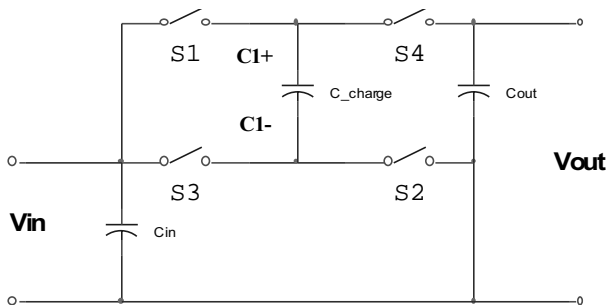 S1
C1+
S4
C_charge
Cout
C1-
S3
S2
Vout
Vin
Cin